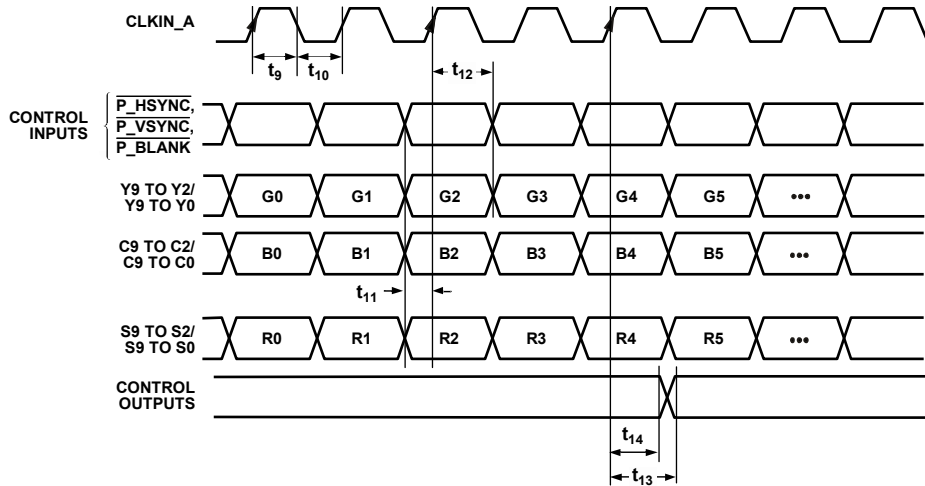 CLKIN_A
t9
t10
t12
CONTROL
INPUTS
P_HSYNC,
P_VSYNC,
P_BLANK
Y9 TO Y2/
Y9 TO Y0
G0 G1 G2 G3 G4 G5 •••
C9 TO C2/
C9 TO C0
B0 B1 B2 B3 B4 B5 •••
t11
S9 TO S2/
S9 TO S0
R0 R1 R2 R3 R4 R5 •••
CONTROL
OUTPUTS
t14
t13